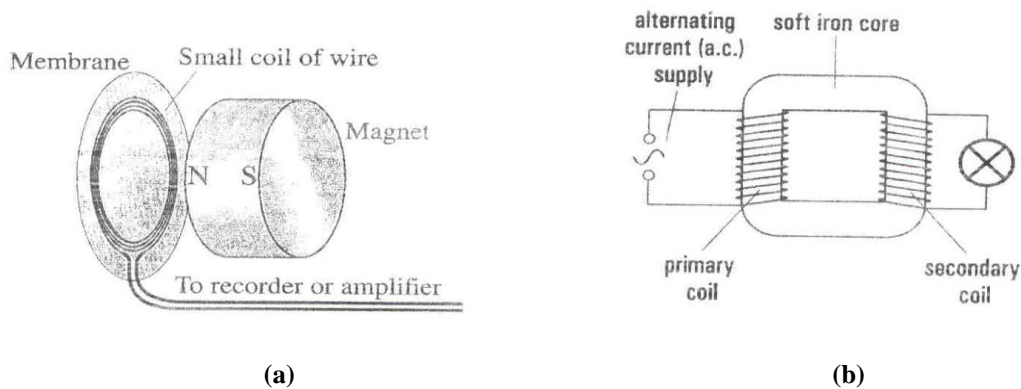 Membrane
Small coil of wire
Magnet
N S
To recorder or amplifier
(a)
alternating
current (a.c.)
supply
soft iron core
primary
coil
secondary
coil
(b)